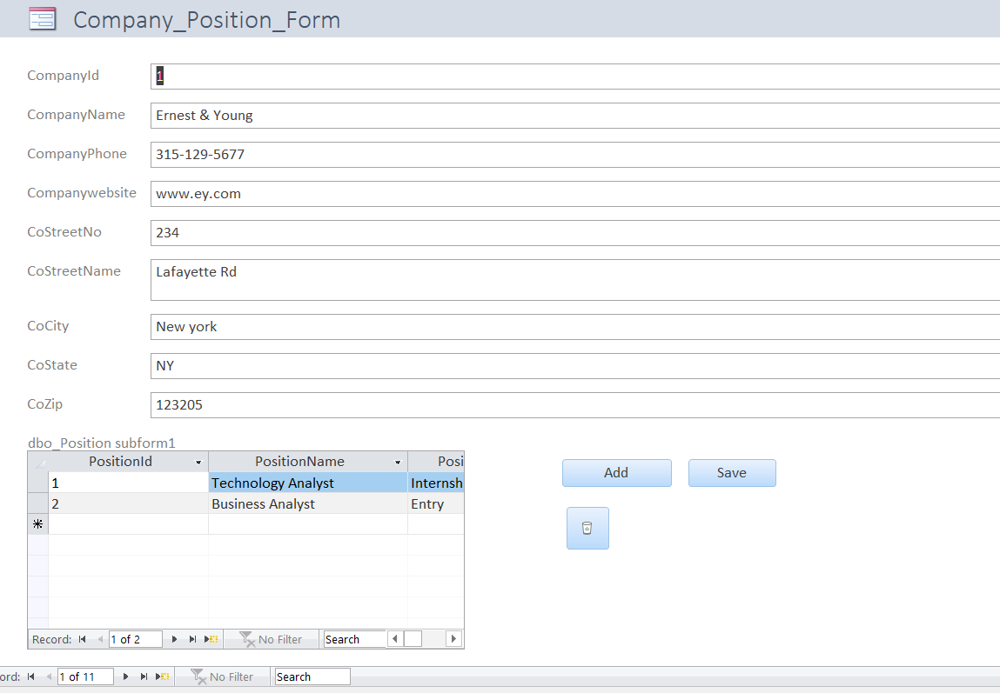 Company_Position_Form
CompanyId 1
CompanyName Ernest & Young
CompanyPhone 315-129-5677
Companywebsite www.ey.com
CoStreetNo 234
CoStreetName Lafayette Rd
CoCity New york
CoState NY
CoZip 123205
dbo_Position subform1
PositionId PositionName Posi
1 Technology Analyst Internsh
2 Business Analyst Entry
Add Save
Record: 1 of 2 No Filter Search
ord: 1 of 11 No Filter Search